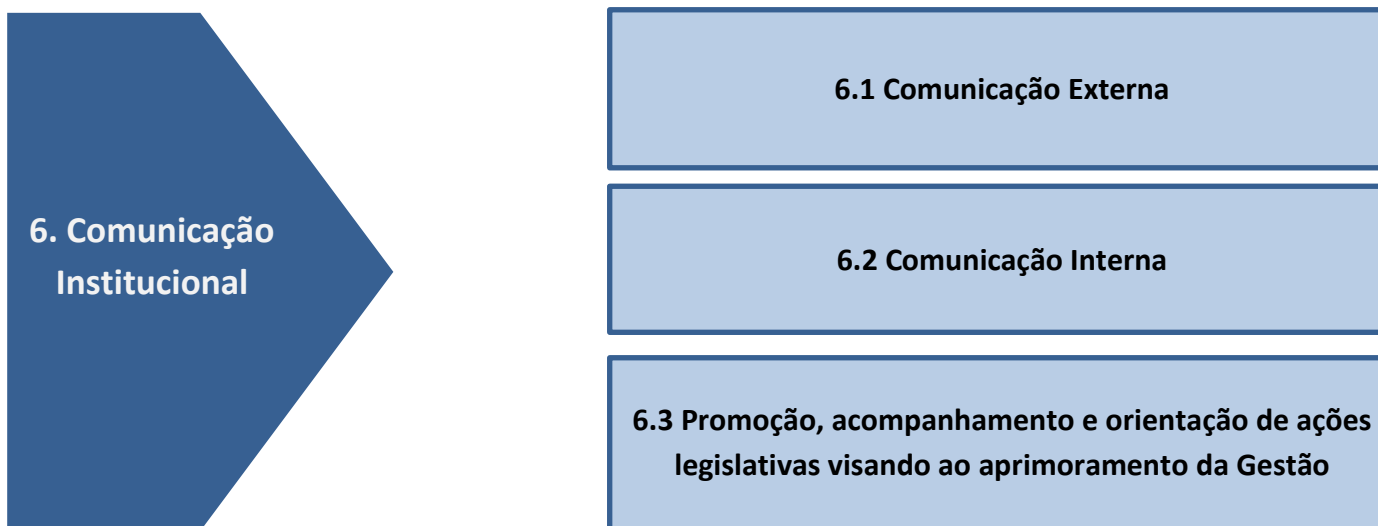 6. Comunicação
Institucional
6.1 Comunicação Externa
6.2 Comunicação Interna
6.3 Promoção, acompanhamento e orientação de ações
legislativas visando ao aprimoramento da Gestão